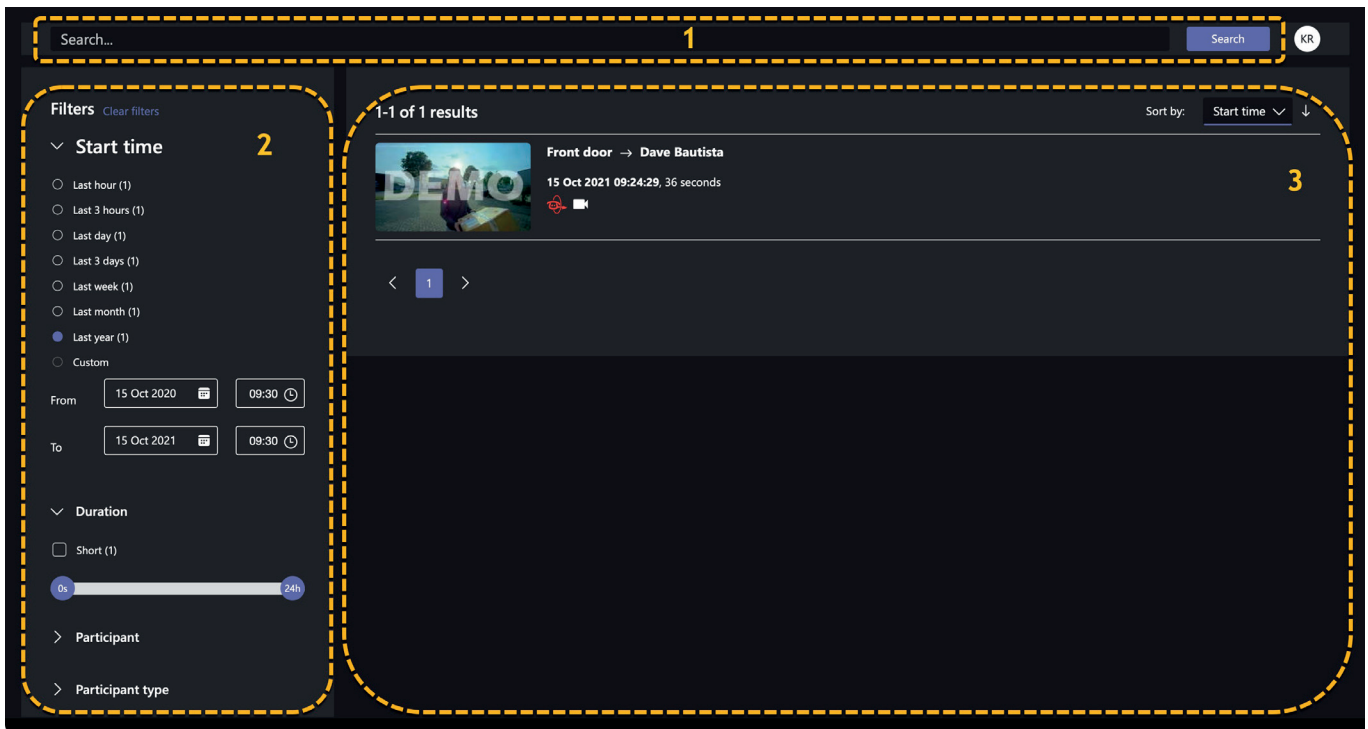 Search...
1
Search
KR
Filters Clear filters
2
Start time
Last hour (1)
Last 3 hours (1)
Last day (1)
Last 3 days (1)
Last week (1)
Last month (1)
Last year (1)
Custom
From 15 Oct 2020 09:30
To 15 Oct 2021 09:30
Duration
Short (1)
0s 24h
Participant
Participant type
1-1 of 1 results
Sort by: Start time ↓
DEMO
Front door → Dave Bautista
3
15 Oct 2021 09:24:29, 36 seconds
1